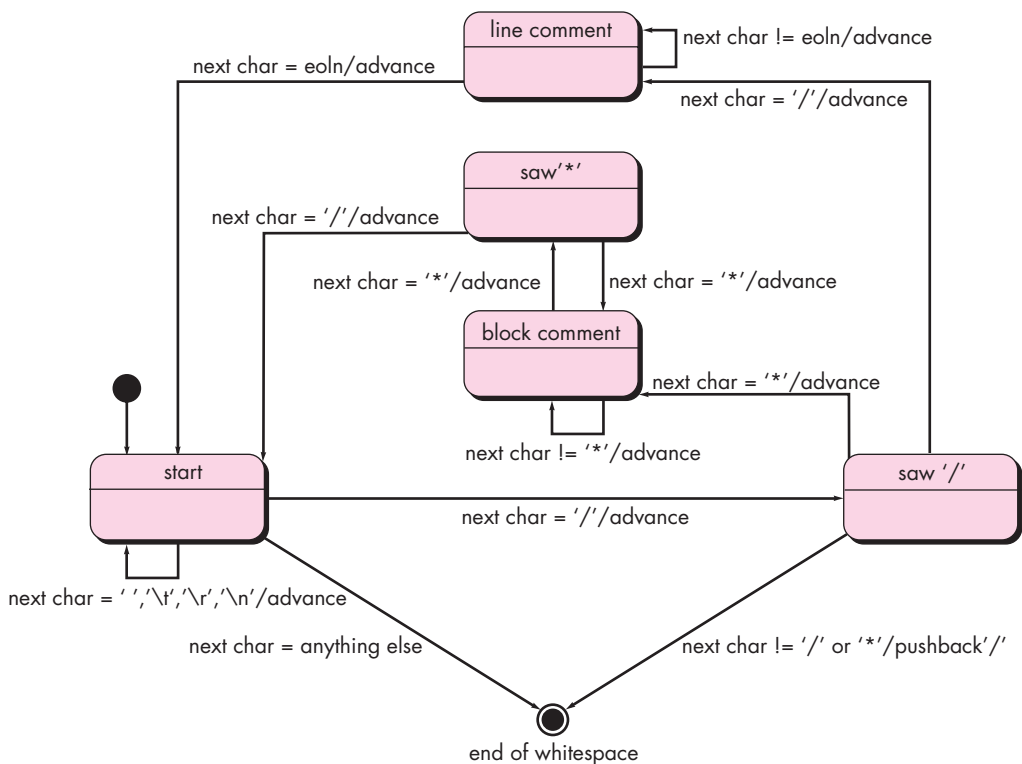 line comment
next char != eoln/advance
next char = eoln/advance
next char = ‘/’/advance
saw’*’
next char = ‘/’/advance
next char = ‘*’/advance
next char = ‘*’/advance
block comment
next char = ‘*’/advance
next char != ‘*’/advance
start
saw ‘/’
next char = ‘/’/advance
next char = ‘ ’,’\t’,’\r’,’\n’/advance
next char = anything else
next char != ‘/’ or ‘*’/pushback’/’
end of whitespace